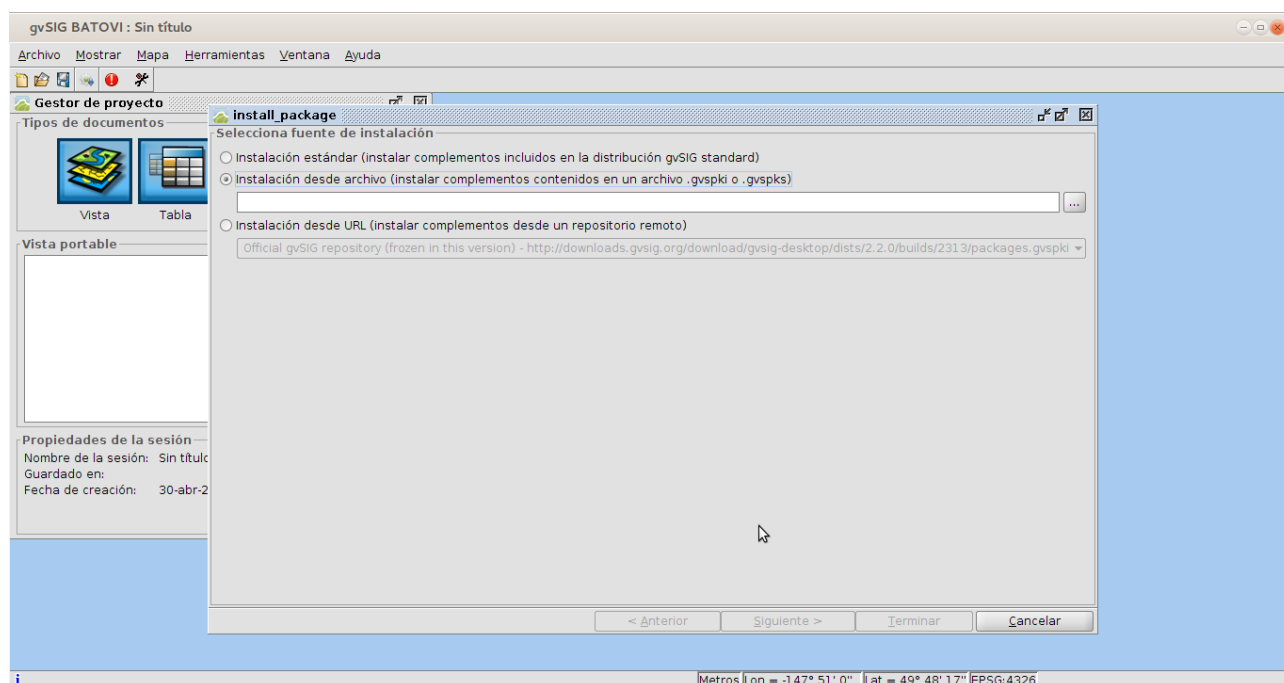 gvSIG BATOVI : Sin título
Archivo Mostrar Mapa Herramientas Ventana Ayuda
Gestor de proyecto
Tipos de documentos
Vista
Tabla
Vista portable
Propiedades de la sesión
Nombre de la sesión: Sin título
Guardado en:
Fecha de creación: 30-abr-2
install_package
Selecciona fuente de instalación
Instalación estándar (instalar complementos incluidos en la distribución gvSIG standard)
Instalación desde archivo (instalar complementos contenidos en un archivo .gvspki o .gvspks)
...
Instalación desde URL (instalar complementos desde un repositorio remoto)
Official gvSIG repository (frozen in this version) - http://downloads.gvsig.org/download/gvsig-desktop/dists/2.2.0/builds/2313/packages.gvspki
< Anterior
Siguiente >
Terminar
Cancelar
Metros Lon = -147° 51' 0" Lat = 49° 48' 17" EPSG:4326